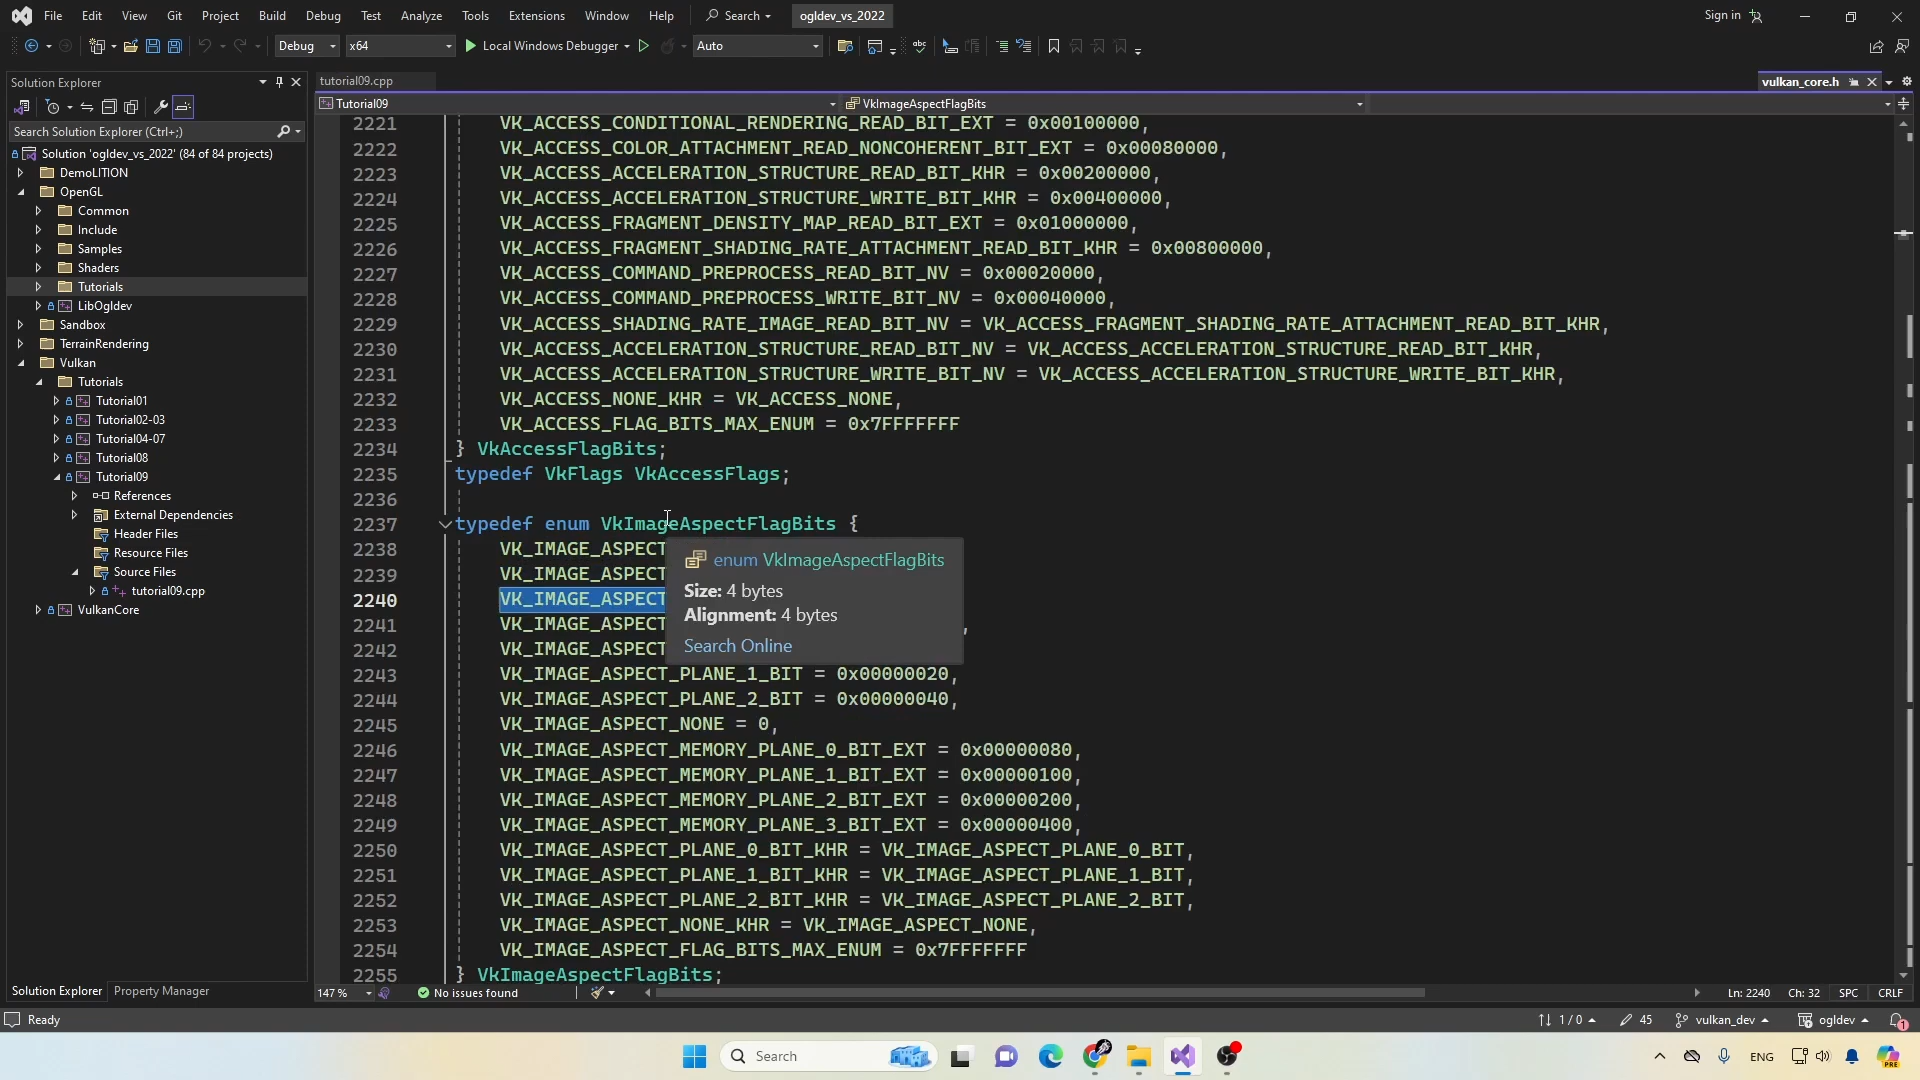 File Edit View Git Project Build Debug Test Analyze Tools Extensions Window Help Search ogldev_vs_2022 Sign in
Debug x64 Local Windows Debugger Auto
Solution Explorer
Search Solution Explorer (Ctrl+;)
Solution 'ogldev_vs_2022' (84 of 84 projects)
DemoLITION
OpenGL
Common
Include
Samples
Shaders
Tutorials
LibOgldev
Sandbox
TerrainRendering
Vulkan
Tutorials
Tutorial01
Tutorial02-03
Tutorial04-07
Tutorial08
Tutorial09
References
External Dependencies
Header Files
Resource Files
Source Files
tutorial09.cpp
VulkanCore
Solution Explorer Property Manager
tutorial09.cpp vulkan_core.h
Tutorial09 VkImageAspectFlagBits
2221 VK_ACCESS_CONDITIONAL_RENDERING_READ_BIT_EXT = 0x00100000,
2222 VK_ACCESS_COLOR_ATTACHMENT_READ_NONCOHERENT_BIT_EXT = 0x00080000,
2223 VK_ACCESS_ACCELERATION_STRUCTURE_READ_BIT_KHR = 0x00200000,
2224 VK_ACCESS_ACCELERATION_STRUCTURE_WRITE_BIT_KHR = 0x00400000,
2225 VK_ACCESS_FRAGMENT_DENSITY_MAP_READ_BIT_EXT = 0x01000000,
2226 VK_ACCESS_FRAGMENT_SHADING_RATE_ATTACHMENT_READ_BIT_KHR = 0x00800000,
2227 VK_ACCESS_COMMAND_PREPROCESS_READ_BIT_NV = 0x00020000,
2228 VK_ACCESS_COMMAND_PREPROCESS_WRITE_BIT_NV = 0x00040000,
2229 VK_ACCESS_SHADING_RATE_IMAGE_READ_BIT_NV = VK_ACCESS_FRAGMENT_SHADING_RATE_ATTACHMENT_READ_BIT_KHR,
2230 VK_ACCESS_ACCELERATION_STRUCTURE_READ_BIT_NV = VK_ACCESS_ACCELERATION_STRUCTURE_READ_BIT_KHR,
2231 VK_ACCESS_ACCELERATION_STRUCTURE_WRITE_BIT_NV = VK_ACCESS_ACCELERATION_STRUCTURE_WRITE_BIT_KHR,
2232 VK_ACCESS_NONE_KHR = VK_ACCESS_NONE,
2233 VK_ACCESS_FLAG_BITS_MAX_ENUM = 0x7FFFFFFF
2234 } VkAccessFlagBits;
2235 typedef VkFlags VkAccessFlags;
2236
2237 typedef enum VkImageAspectFlagBits {
2238 VK_IMAGE_ASPECT
2239 VK_IMAGE_ASPECT
2240 VK_IMAGE_ASPECT
2241 VK_IMAGE_ASPECT ,
2242 VK_IMAGE_ASPECT
enum VkImageAspectFlagBits
Size: 4 bytes
Alignment: 4 bytes
Search Online
2243 VK_IMAGE_ASPECT_PLANE_1_BIT = 0x00000020,
2244 VK_IMAGE_ASPECT_PLANE_2_BIT = 0x00000040,
2245 VK_IMAGE_ASPECT_NONE = 0,
2246 VK_IMAGE_ASPECT_MEMORY_PLANE_0_BIT_EXT = 0x00000080,
2247 VK_IMAGE_ASPECT_MEMORY_PLANE_1_BIT_EXT = 0x00000100,
2248 VK_IMAGE_ASPECT_MEMORY_PLANE_2_BIT_EXT = 0x00000200,
2249 VK_IMAGE_ASPECT_MEMORY_PLANE_3_BIT_EXT = 0x00000400,
2250 VK_IMAGE_ASPECT_PLANE_0_BIT_KHR = VK_IMAGE_ASPECT_PLANE_0_BIT,
2251 VK_IMAGE_ASPECT_PLANE_1_BIT_KHR = VK_IMAGE_ASPECT_PLANE_1_BIT,
2252 VK_IMAGE_ASPECT_PLANE_2_BIT_KHR = VK_IMAGE_ASPECT_PLANE_2_BIT,
2253 VK_IMAGE_ASPECT_NONE_KHR = VK_IMAGE_ASPECT_NONE,
2254 VK_IMAGE_ASPECT_FLAG_BITS_MAX_ENUM = 0x7FFFFFFF
2255 } VkImageAspectFlagBits;
147 % No issues found Ln: 2240 Ch: 32 SPC CRLF
Ready 1 / 0 45 vulkan_dev ogldev 1
Search ENG PRE